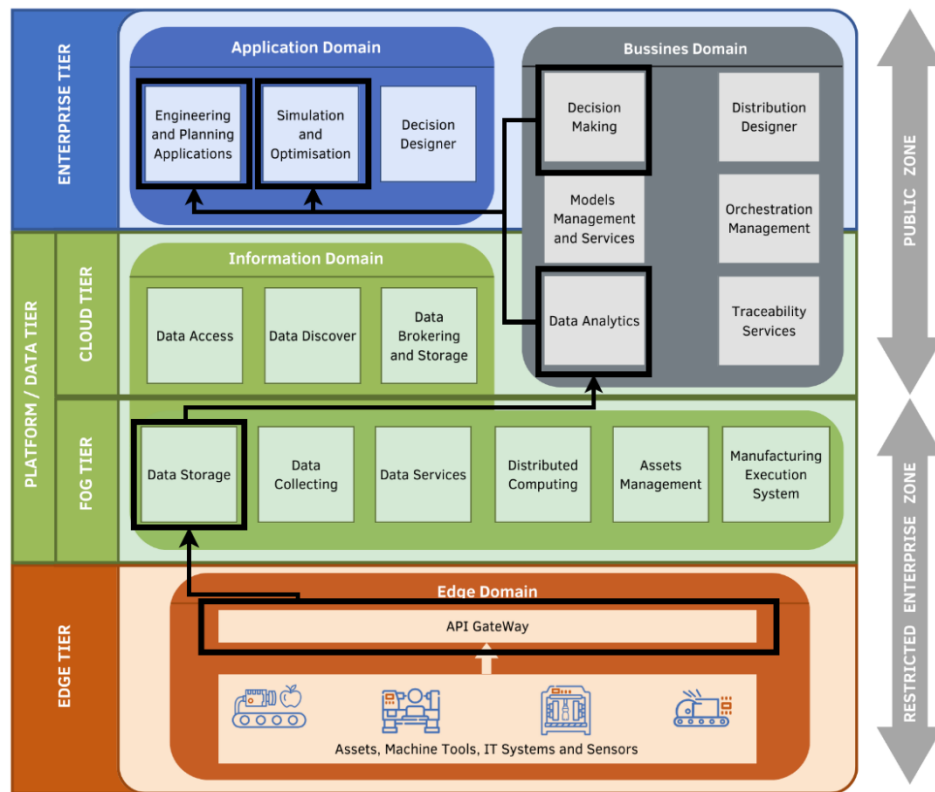 ENTERPRISE TIER
Application Domain
Engineering
and Planning
Applications
Simulation
and
Optimisation
Decision
Designer
Bussines Domain
Decision
Making
Distribution
Designer
Models
Management
and Services
Orchestration
Management
Data Analytics
Traceability
Services
PUBLIC ZONE
PLATFORM / DATA TIER
CLOUD TIER
Information Domain
Data Access
Data Discover
Data
Brokering
and Storage
FOG TIER
Data Storage
Data
Collecting
Data Services
Distributed
Computing
Assets
Management
Manufacturing
Execution
System
RESTRICTED ENTERPRISE ZONE
EDGE TIER
Edge Domain
API GateWay
Assets, Machine Tools, IT Systems and Sensors